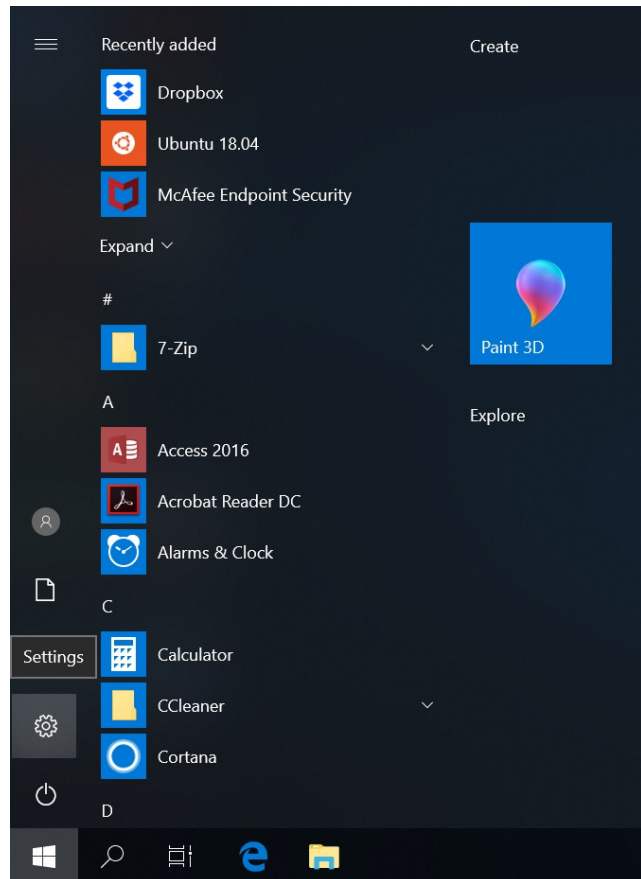 Recently added
Create
Dropbox
Ubuntu 18.04
McAfee Endpoint Security
Expand
#
7-Zip
Paint 3D
A
Explore
A
Access 2016
Acrobat Reader DC
Alarms & Clock
C
Settings
Calculator
CCleaner
Cortana
D